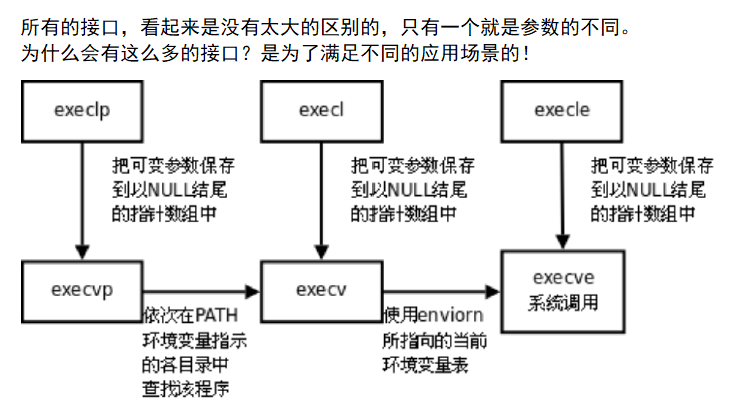 所有的接口，看起来是没有太大的区别的，只有一个就是参数的不同。
为什么会有这么多的接口？是为了满足不同的应用场景的！
execlp
execl
execle
把可变参数保存
到以NULL结尾
的指针数组中
把可变参数保存
到以NULL结尾
的指针数组中
把可变参数保存
到以NULL结尾
的指针数组中
execvp
execv
execve
系统调用
依次在PATH
环境变量指示
的各目录中
查找该程序
使用enviorn
所指向的当前
环境变量表